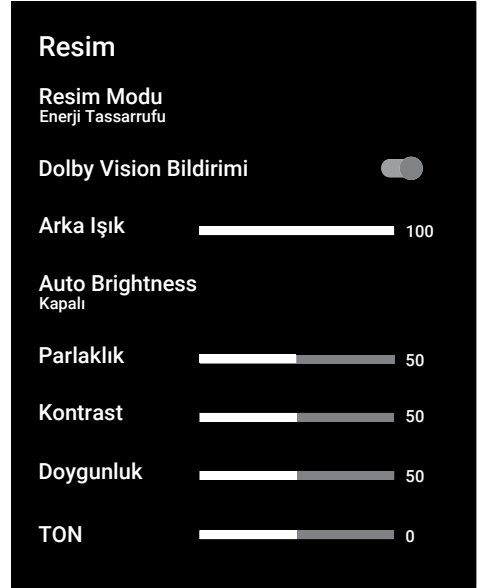 Resim
Resim Modu
Enerji Tassarrufu
Dolby Vision Bildirimi
Arka Işık 100
Auto Brightness
Kapalı
Parlaklık 50
Kontrast 50
Doygunluk 50
TON 0